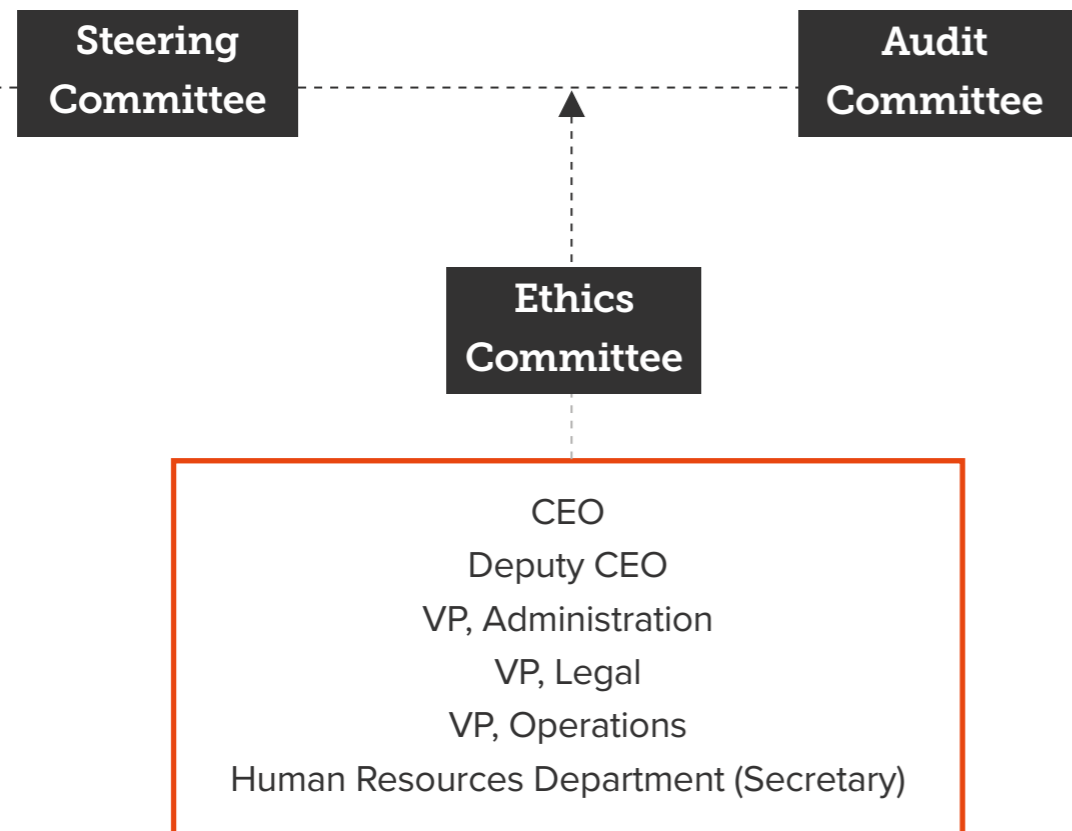 Steering
Committee
Audit
Committee
Ethics
Committee
CEO
Deputy CEO
VP, Administration
VP, Legal
VP, Operations
Human Resources Department (Secretary)